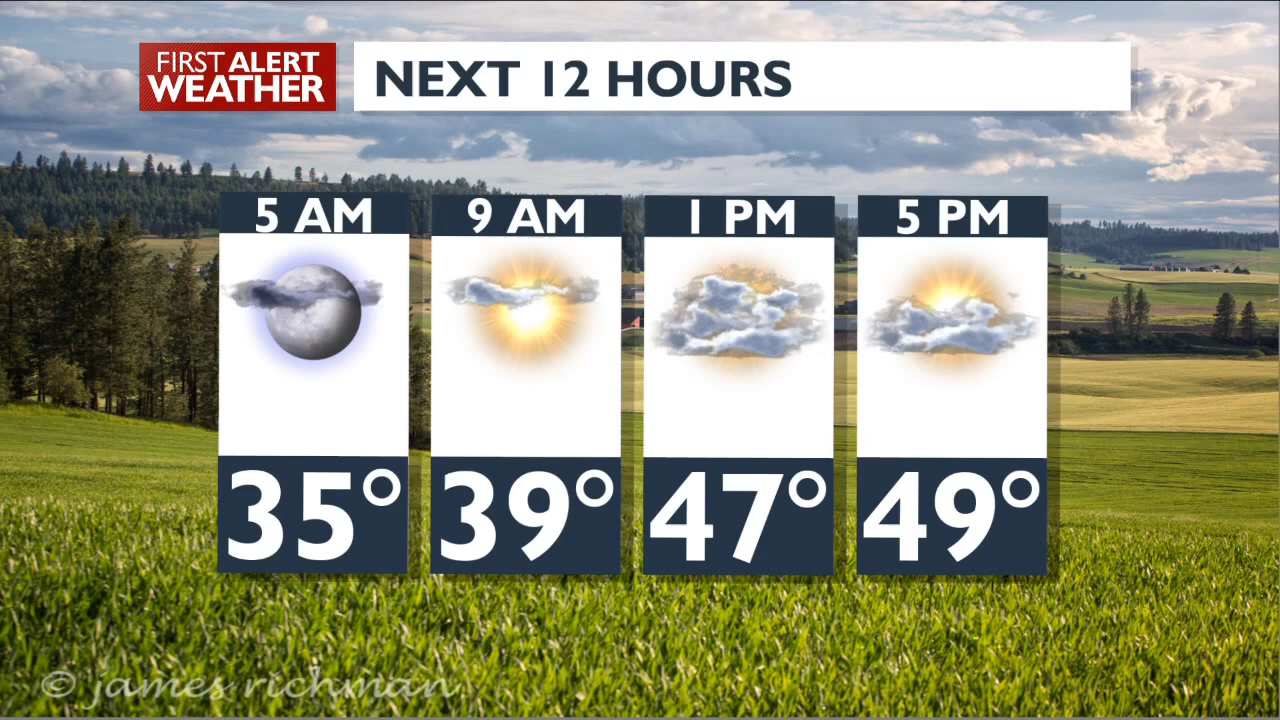 FIRST ALERT
WEATHER
NEXT 12 HOURS
5 AM
9 AM
1 PM
5 PM
35°
39°
47°
49°
© james richman